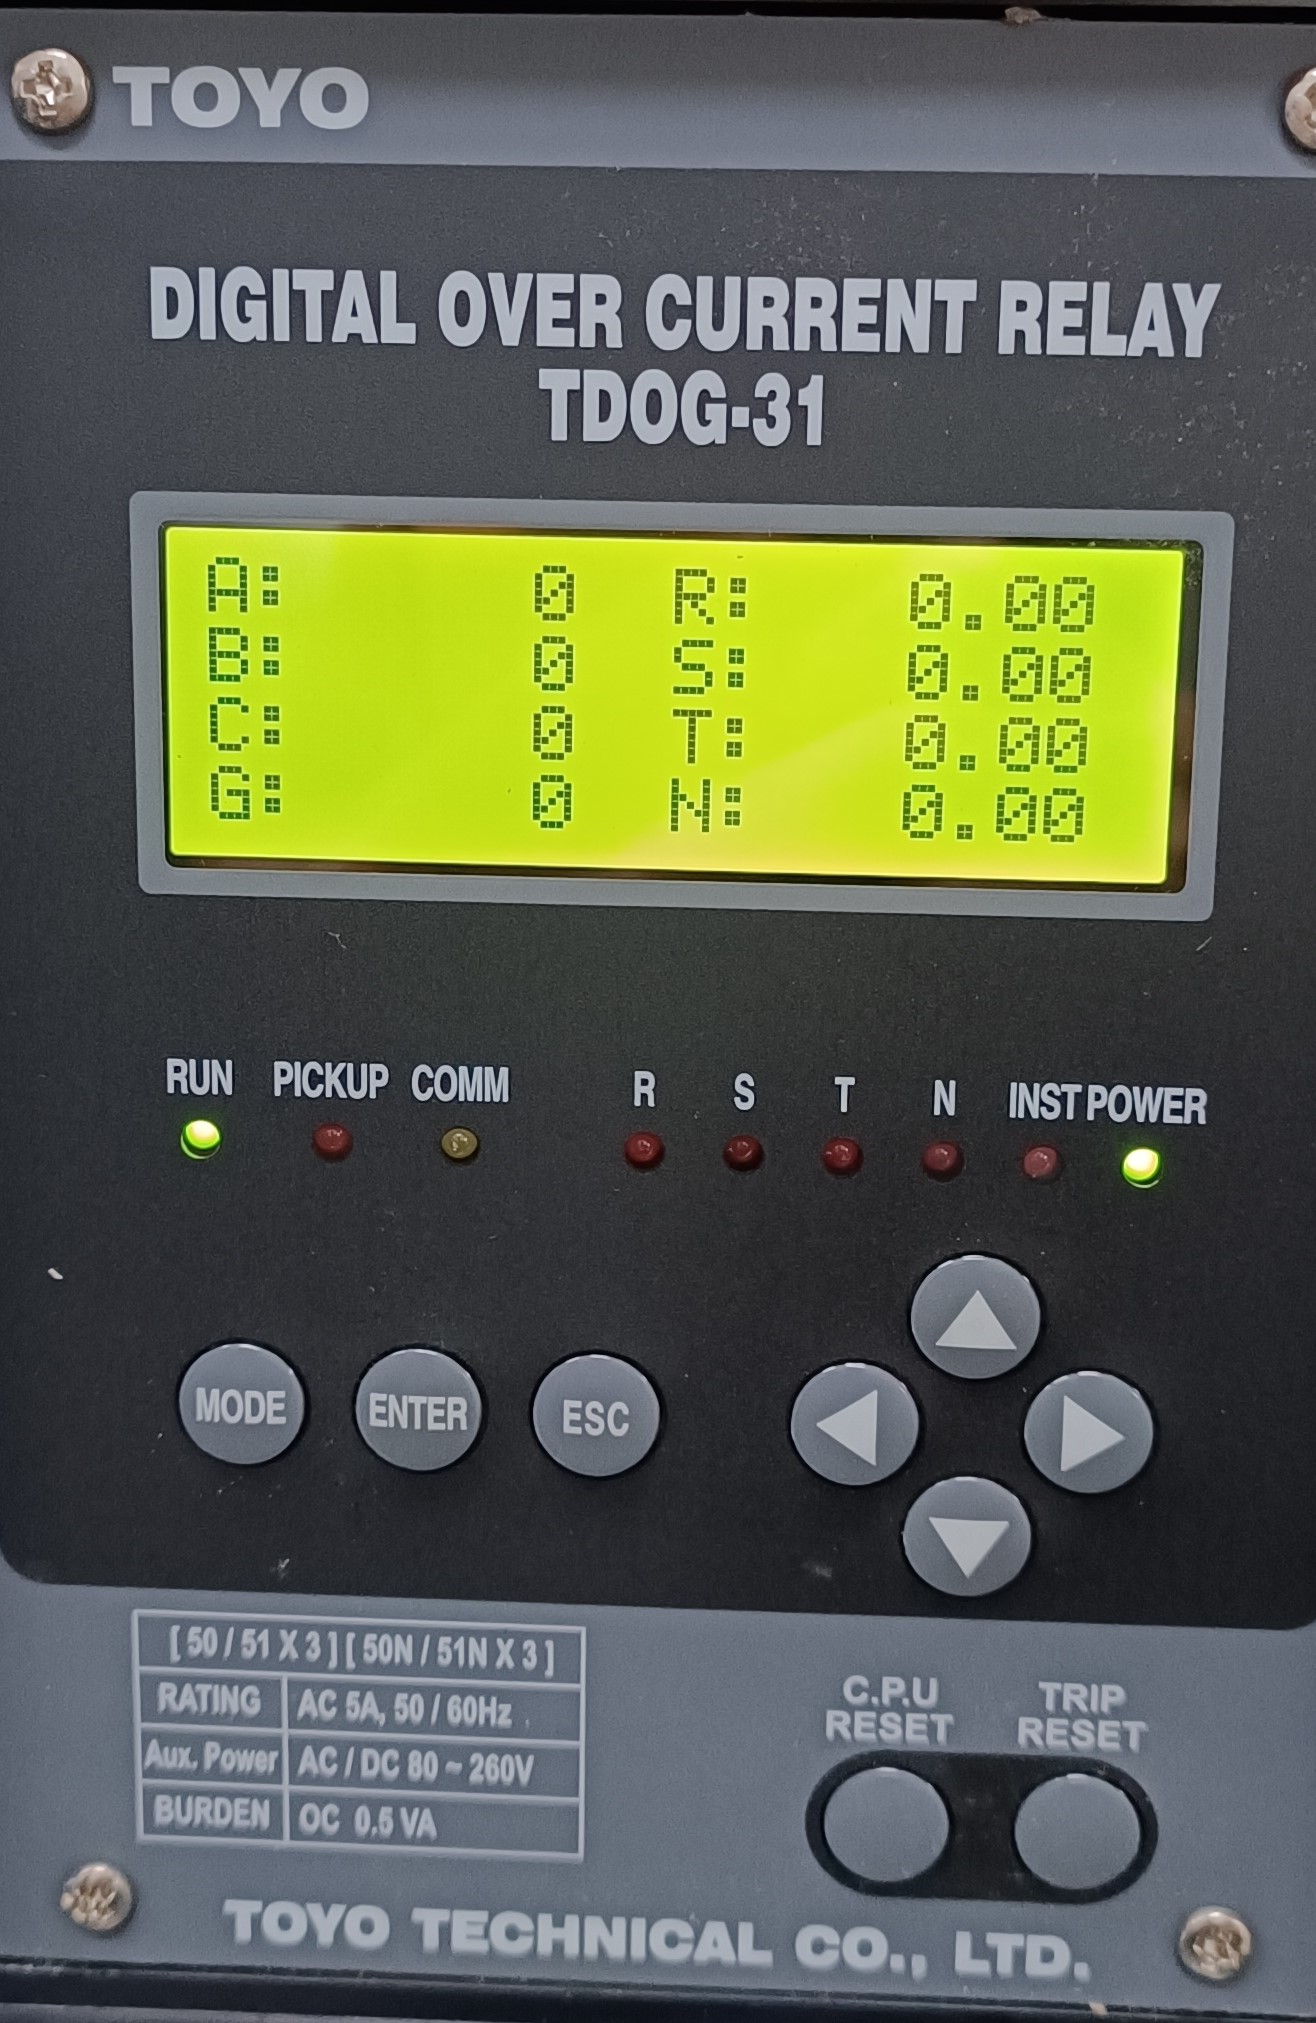 TOYO
DIGITAL OVER CURRENT RELAY
TDOG-31
A: 0 R: 0.00
B: 0 S: 0.00
C: 0 T: 0.00
G: 0 N: 0.00
RUN PICKUP COMM R S T N INST POWER
MODE ENTER ESC
[ 50 / 51 X 3 ] [ 50N / 51N X 3 ]
RATING AC 5A, 50 / 60Hz
Aux. Power AC / DC 80 ~ 260V
BURDEN OC 0.5 VA
C.P.U RESET
TRIP RESET
TOYO TECHNICAL CO., LTD.